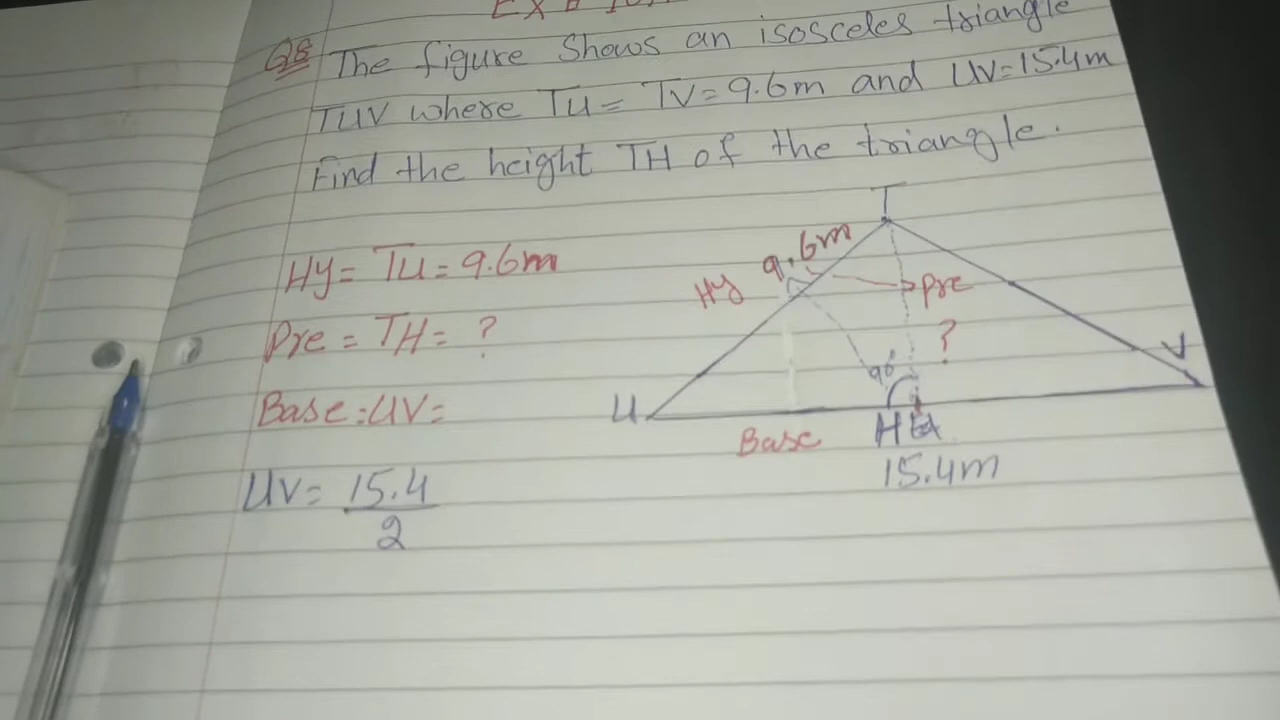 Q8 The figure Shows an isosceles triangle
TUV where TU = TV = 9.6m and UV=15.4m
Find the height TH of the triangle.
Hy = TU = 9.6m
Pre = TH = ?
Base = UV =
UV = 15.4
2
T
9.6m
Hy
Pre
?
90°
U
V
Base
H
15.4m